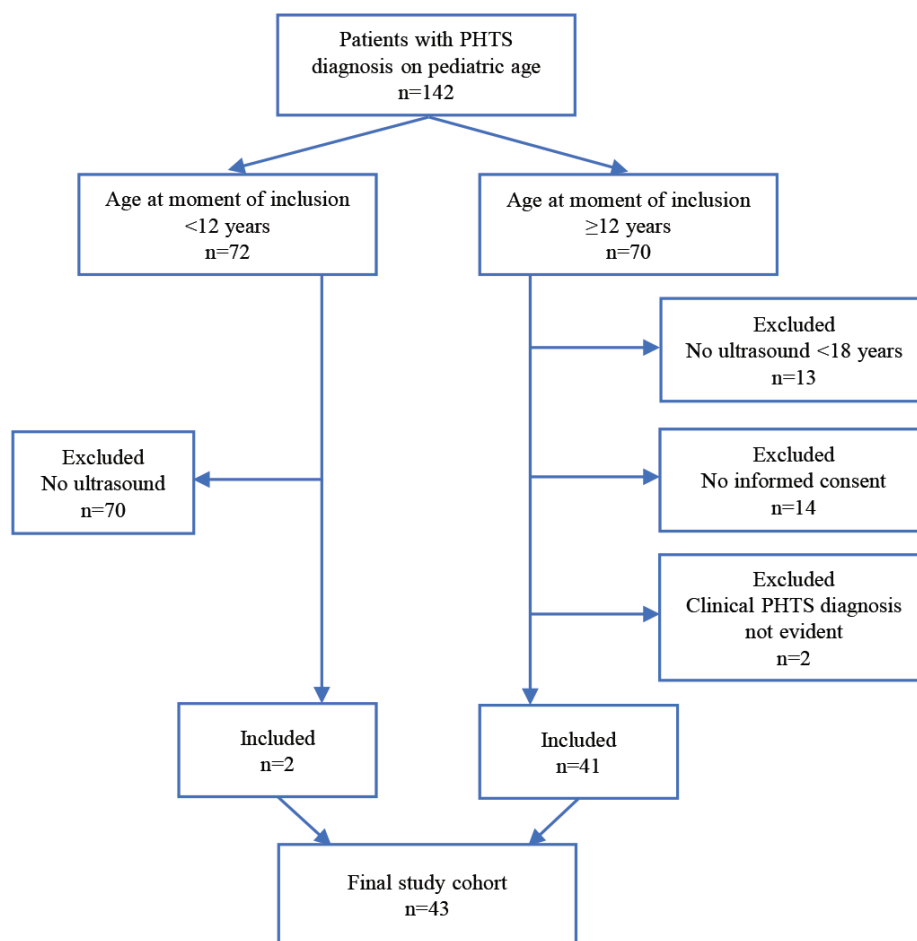 Patients with PHTS
diagnosis on pediatric age
n=142
Age at moment of inclusion
<12 years
n=72
Age at moment of inclusion
≥12 years
n=70
Excluded
No ultrasound <18 years
n=13
Excluded
No ultrasound
n=70
Excluded
No informed consent
n=14
Excluded
Clinical PHTS diagnosis
not evident
n=2
Included
n=2
Included
n=41
Final study cohort
n=43